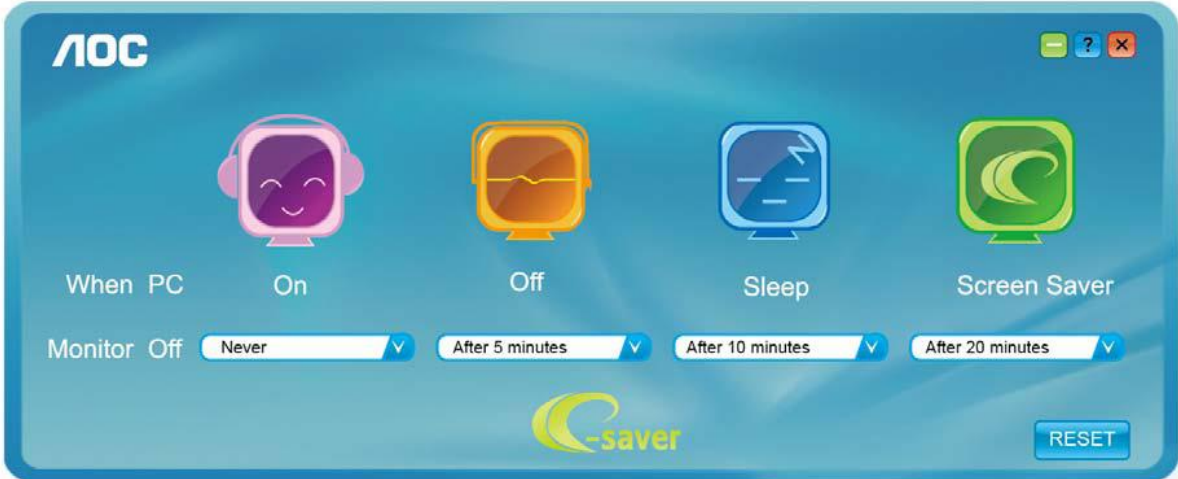 AOC
?
When PC On Off Sleep Screen Saver
Monitor Off Never After 5 minutes After 10 minutes After 20 minutes
e-saver
RESET